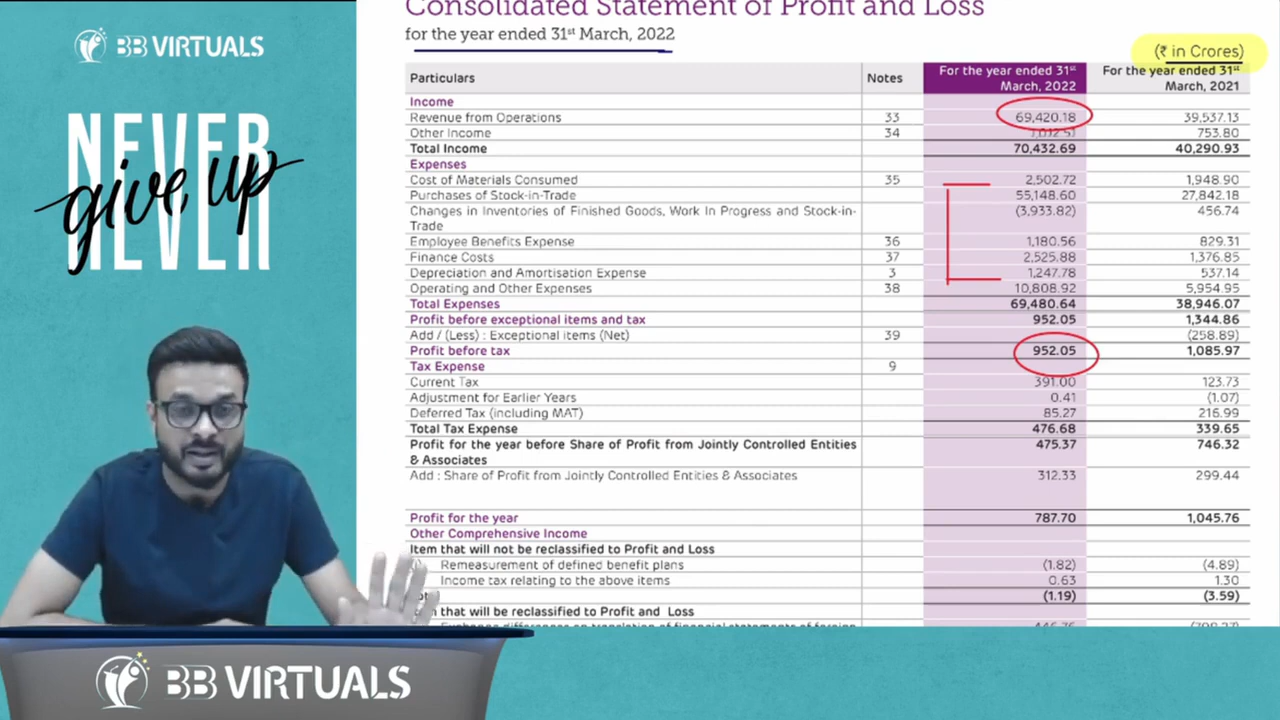 BB VIRTUALS
NEVER
give up
NEVER
Consolidated Statement of Profit and Loss
for the year ended 31st March, 2022
(₹ in Crores)
Particulars Notes For the year ended 31st March, 2022 For the year ended 31st March, 2021
Income
Revenue from Operations 33 69,420.18 39,537.13
Other Income 34 1,012.51 753.80
Total Income 70,432.69 40,290.93
Expenses
Cost of Materials Consumed 35 2,502.72 1,948.90
Purchases of Stock-in-Trade 55,148.60 27,842.18
Changes in Inventories of Finished Goods, Work In Progress and Stock-in- (3,933.82) 456.74
Trade
Employee Benefits Expense 36 1,180.56 829.31
Finance Costs 37 2,525.88 1,376.85
Depreciation and Amortisation Expense 3 1,247.78 537.14
Operating and Other Expenses 38 10,808.92 5,954.95
Total Expenses 69,480.64 38,946.07
Profit before exceptional items and tax 952.05 1,344.86
Add / (Less) : Exceptional items (Net) 39 (258.89)
Profit before tax 952.05 1,085.97
Tax Expense 9
Current Tax 391.00 123.73
Adjustment for Earlier Years 0.41 (1.07)
Deferred Tax (including MAT) 85.27 216.99
Total Tax Expense 476.68 339.65
Profit for the year before Share of Profit from Jointly Controlled Entities 475.37 746.32
& Associates
Add : Share of Profit from Jointly Controlled Entities & Associates 312.33 299.44
Profit for the year 787.70 1,045.76
Other Comprehensive Income
Item that will not be reclassified to Profit and Loss
Remeasurement of defined benefit plans (1.82) (4.89)
Income tax relating to the above items 0.63 1.30
(1.19) (3.59)
that will be reclassified to Profit and Loss
Exchange differences on translation of financial statements of foreign
BB VIRTUALS